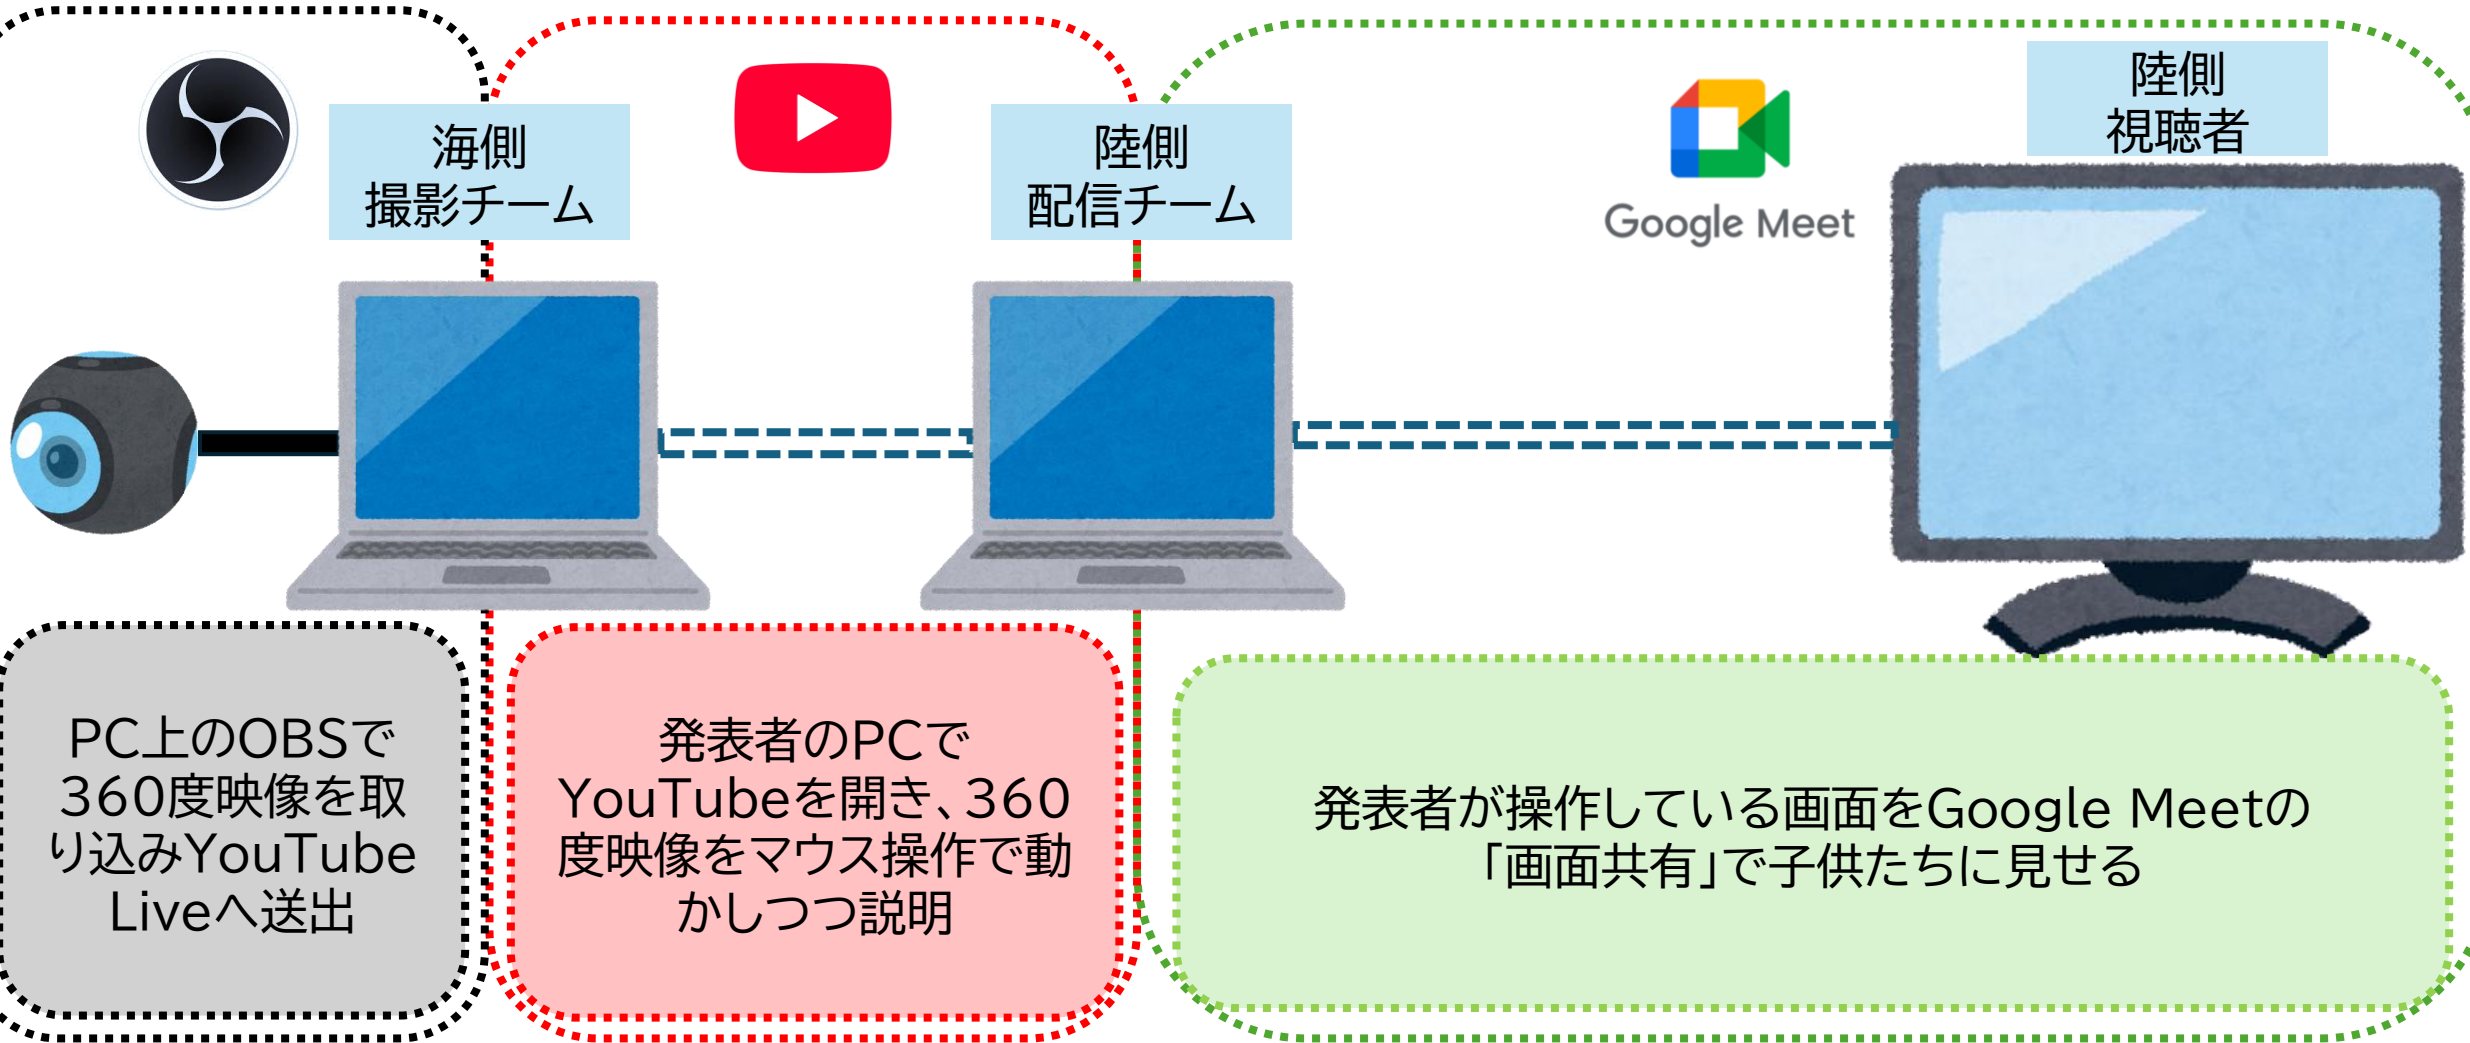 海側
撮影チーム
陸側
配信チーム
Google Meet
陸側
視聴者
PC上のOBSで
360度映像を取
り込みYouTube
Liveへ送出
発表者のPCで
YouTubeを開き、360
度映像をマウス操作で動
かしつつ説明
発表者が操作している画面をGoogle Meetの
「画面共有」で子供たちに見せる